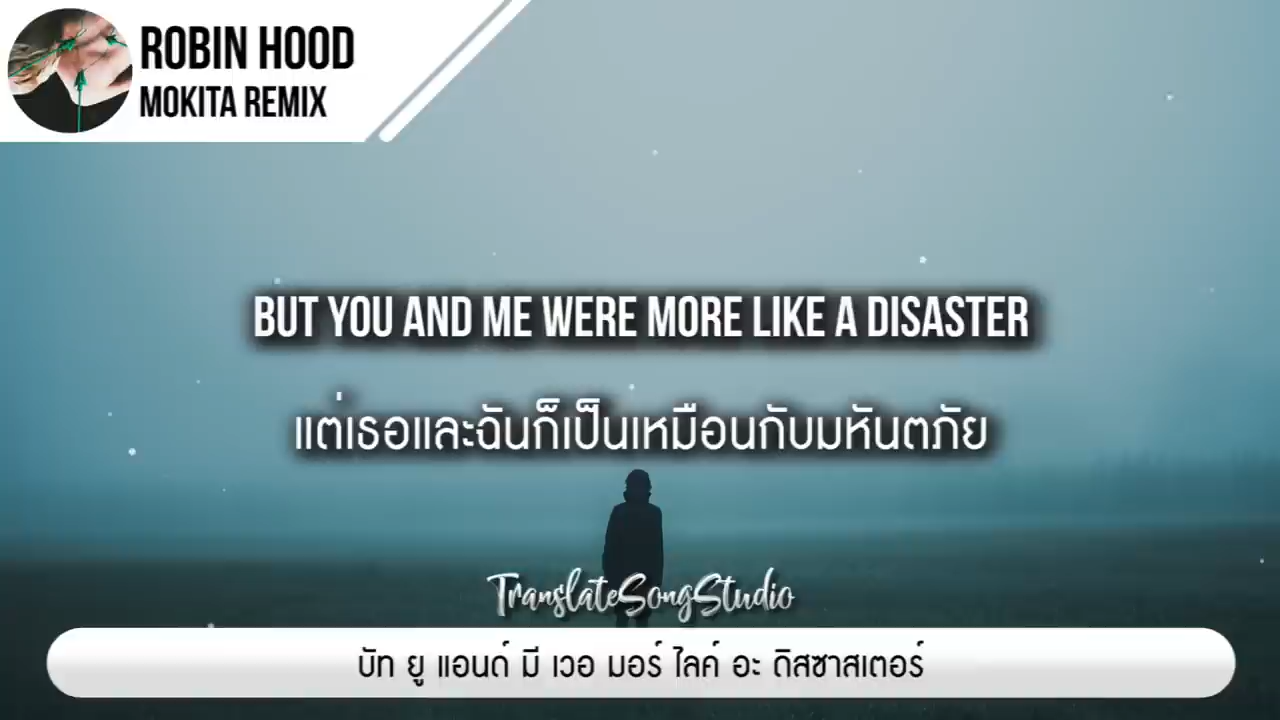 ROBIN HOOD
MOKITA REMIX
BUT YOU AND ME WERE MORE LIKE A DISASTER
แต่เธอและฉันก็เป็นเหมือนกับมหันตภัย
TranslateSongStudio
บัท ยู แอนด์ มี เวอ มอร์ ไลค์ อะ ดิสซาสเตอร์